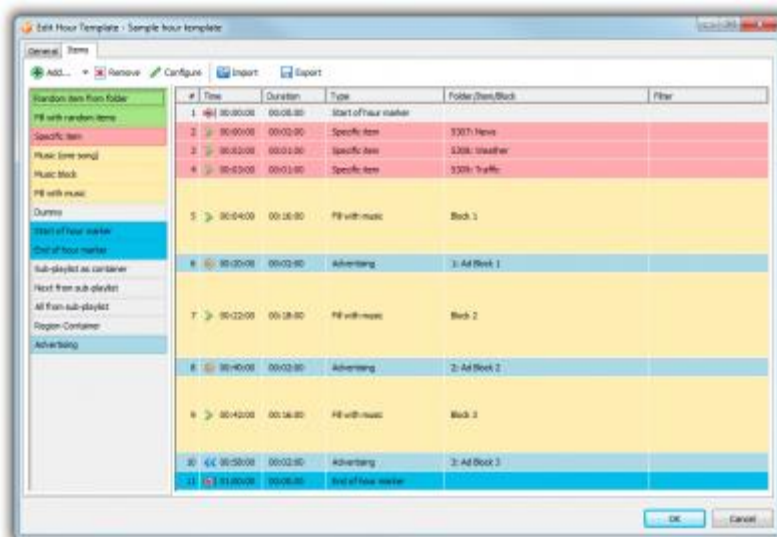 Edit Hour Template - Sample hour template
General Items
Add... Remove Configure Import Export
Random item from folder
Fill with random items
Specific item
Music (one song)
Music block
Fill with music
Dummy
Start of hour marker
End of hour marker
Sub-playlist as container
Next from sub-playlist
All from sub-playlist
Region Container
Advertising
# Time Duration Type Folder/Item/Block Filter
1 00:00:00 00:00:00 Start of hour marker
2 00:00:00 00:02:00 Specific item 5307: News
3 00:02:00 00:01:00 Specific item 5308: Weather
4 00:03:00 00:01:00 Specific item 5309: Traffic
5 00:04:00 00:16:00 Fill with music Block 1
6 00:20:00 00:02:00 Advertising 1: Ad Block 1
7 00:22:00 00:18:00 Fill with music Block 2
8 00:40:00 00:02:00 Advertising 2: Ad Block 2
9 00:42:00 00:16:00 Fill with music Block 3
10 00:58:00 00:02:00 Advertising 3: Ad Block 3
11 01:00:00 00:00:00 End of hour marker
OK Cancel